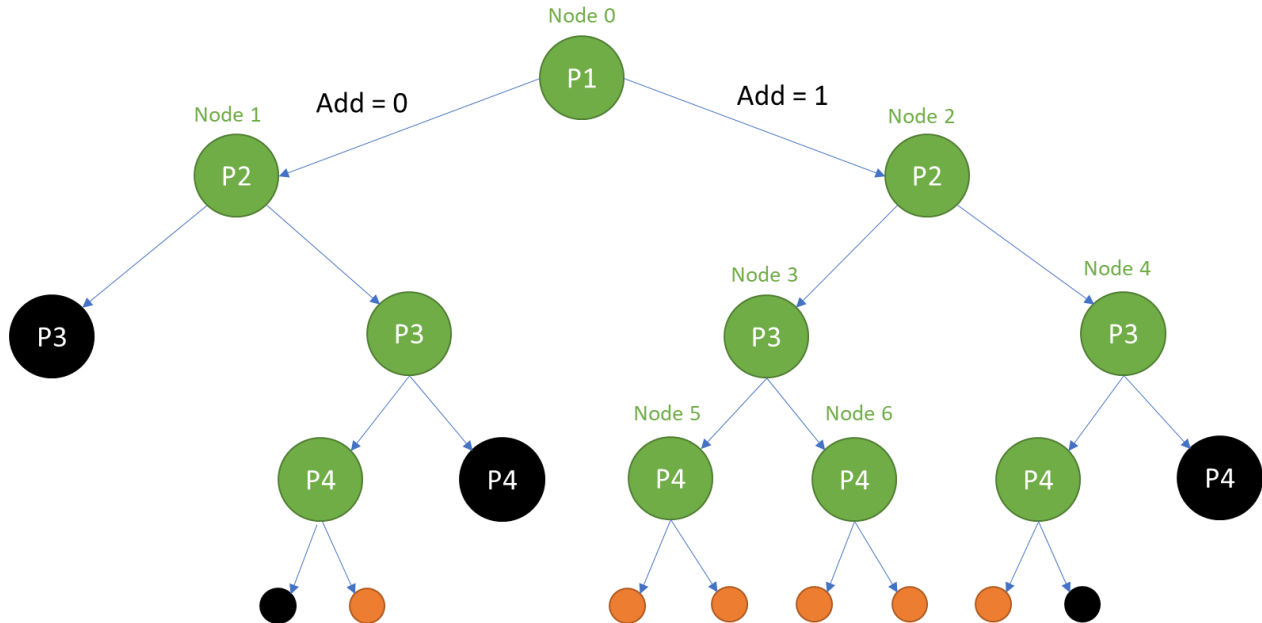 Node 0
P1
Add = 0
Add = 1
Node 1
Node 2
P2
P2
Node 3
Node 4
P3
P3
P3
P3
Node 5
Node 6
P4
P4
P4
P4
P4
P4